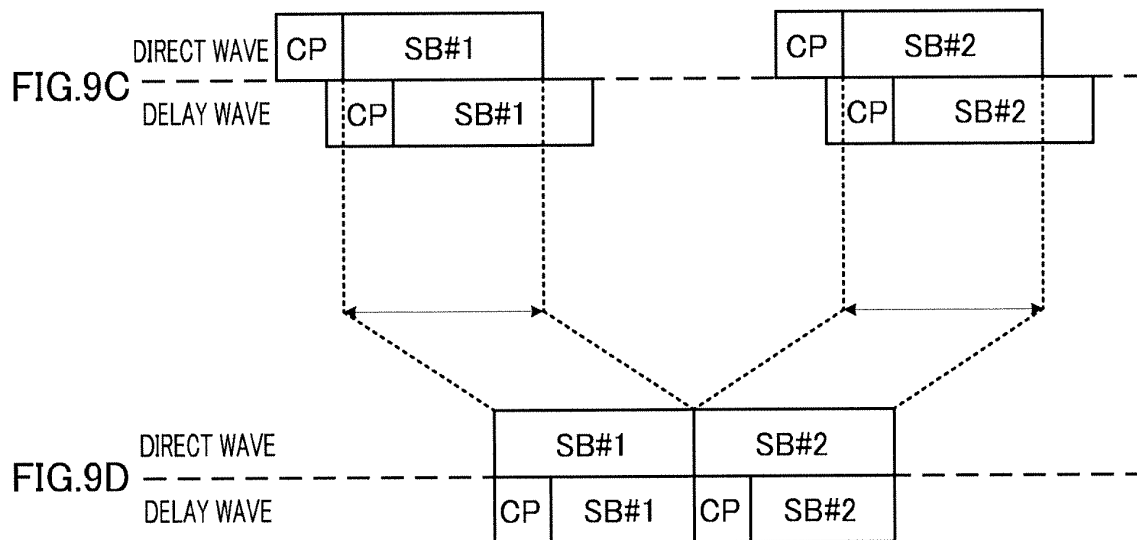 DIRECT WAVE CP SB#1 CP SB#2
FIG.9C
DELAY WAVE CP SB#1 CP SB#2
DIRECT WAVE SB#1 SB#2
FIG.9D
DELAY WAVE CP SB#1 CP SB#2